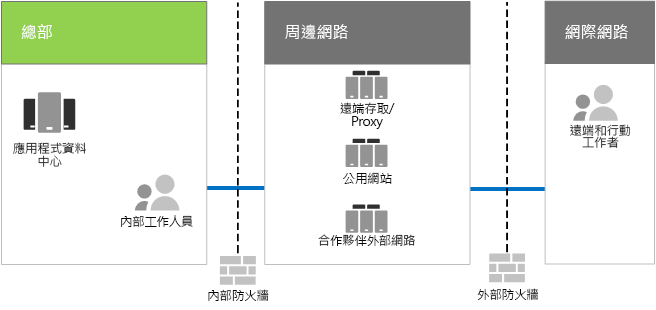 總部
周邊網路
網際網路
應用程式資料
中心
內部工作人員
遠端存取/
Proxy
公用網站
合作夥伴外部網路
遠端和行動
工作者
內部防火牆
外部防火牆